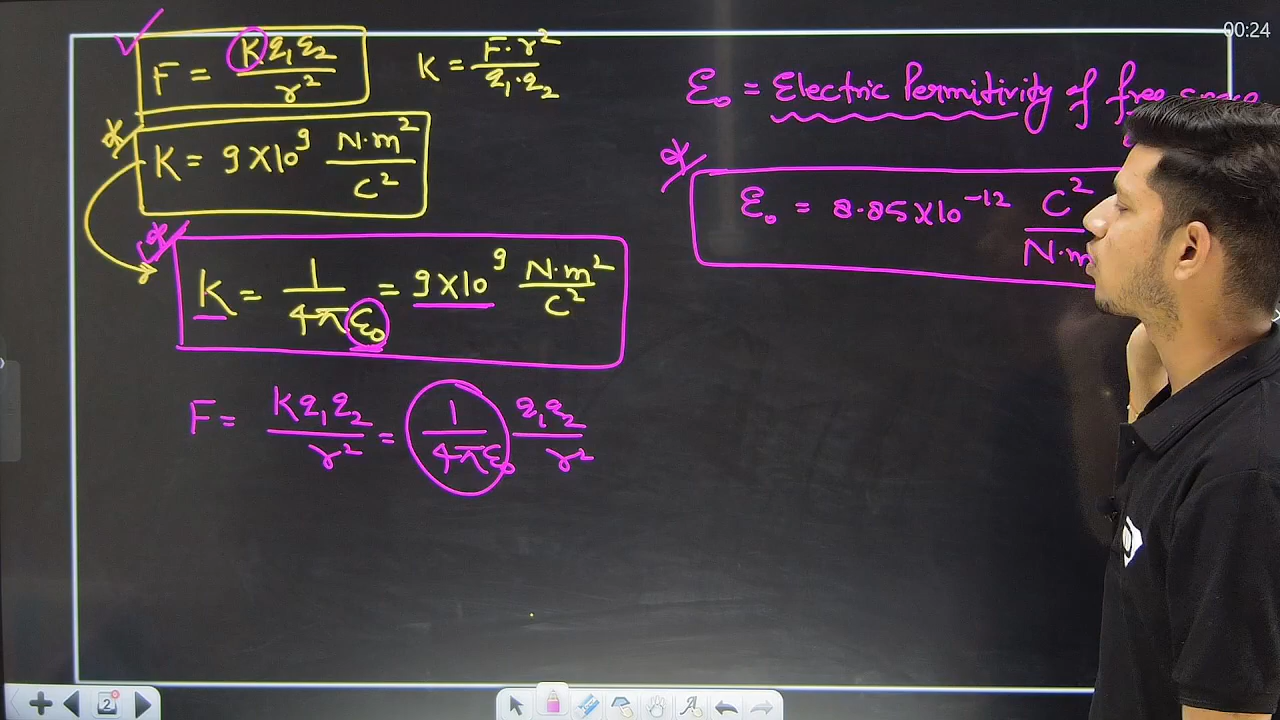 00:24
F = Kq₁q₂/r²
K = F·r²/q₁·q₂
K = 9×10⁹ N·m²/C²
K = 1/4πε₀ = 9×10⁹ N·m²/C²
F = Kq₁q₂/r² = 1/4πε₀ q₁q₂/r²
ε₀ = Electric Permitivity of free space
ε₀ = 8.85×10⁻¹² C²/N·m
2